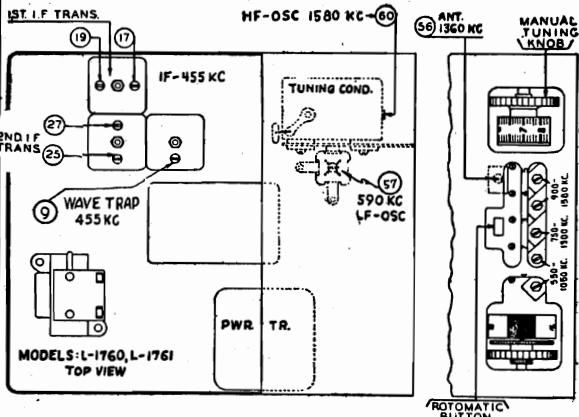 1ST. I.F TRANS.
19
17
IF-455 KC
HF-OSC 1580 KC
60
56
ANT.
1360 KC
MANUAL
TUNING
KNOB
TUNING COND.
27
2ND. I.F
TRANS
25
9
WAVE TRAP
455 KC
57
590 KC
LF-OSC
7
8
900-
1580 KC
750-
1300 KC
550-
1050 KC
PWR. TR.
MODELS: L-1760, L-1761
TOP VIEW
ROTOMATIC
BUTTON